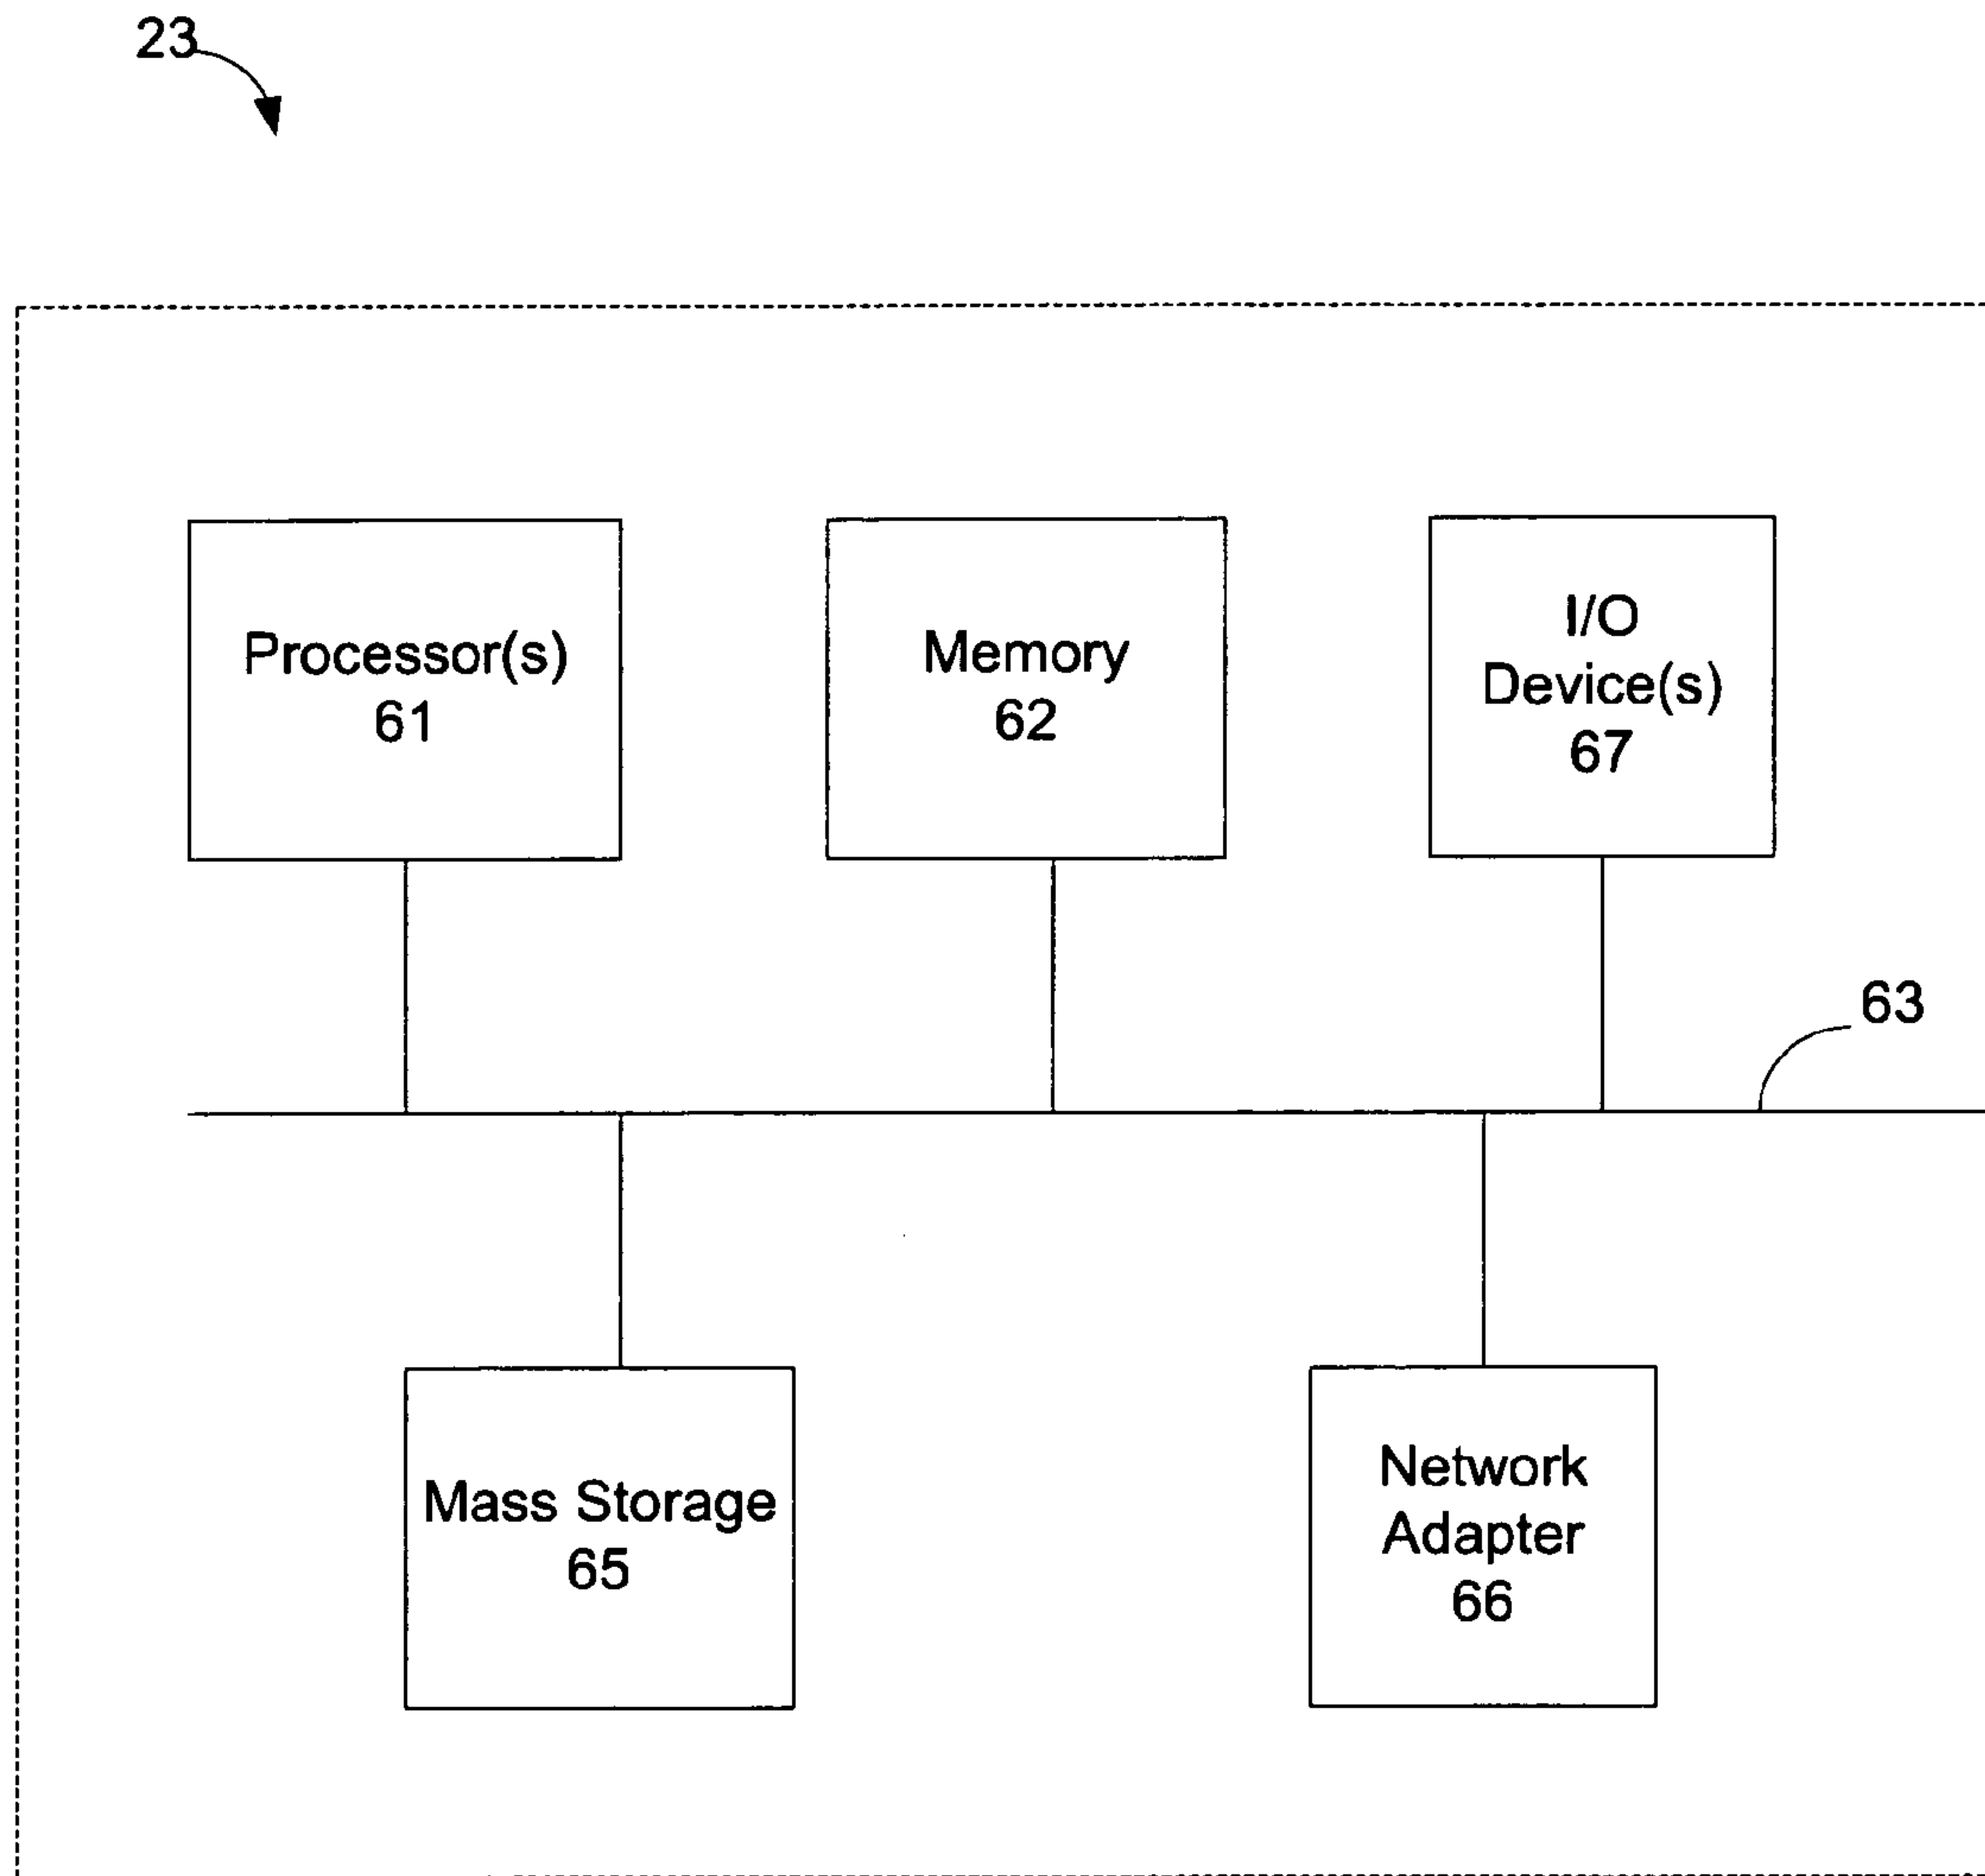 23
Processor(s)
61
Memory
62
I/O
Device(s)
67
63
Mass Storage
65
Network
Adapter
66